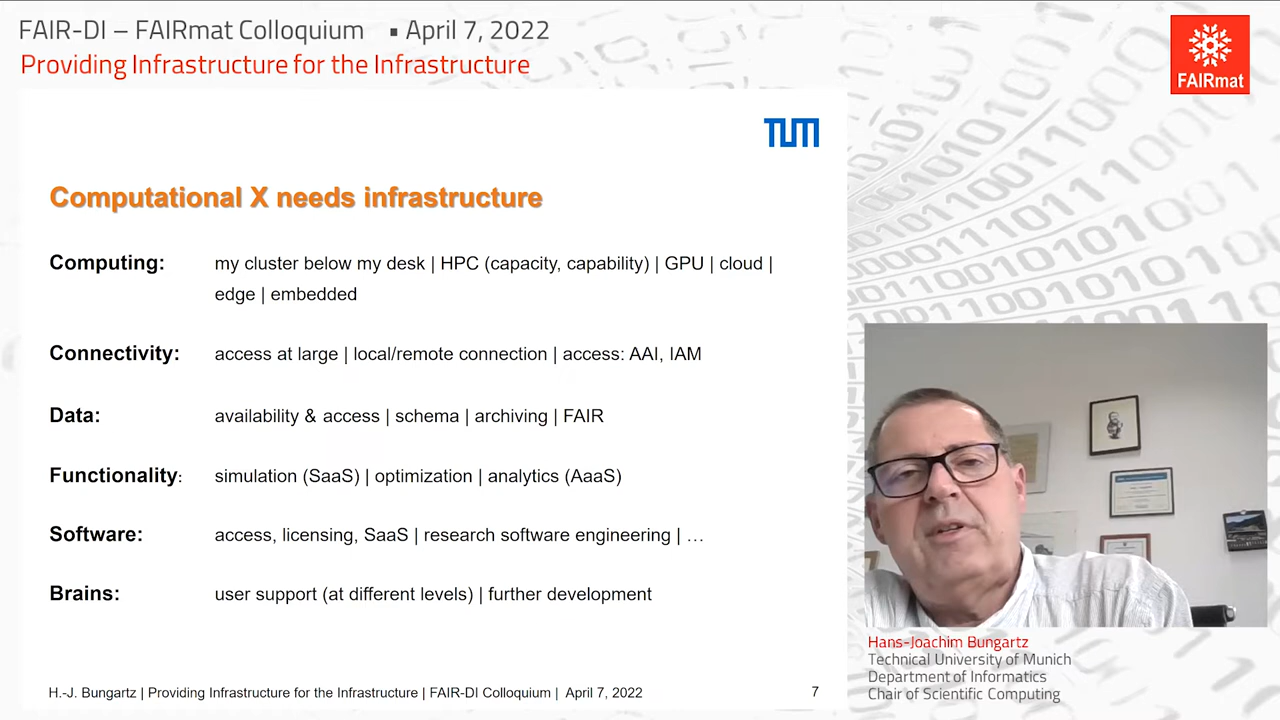 FAIR-DI – FAIRmat Colloquium ▪ April 7, 2022
Providing Infrastructure for the Infrastructure
FAIRmat
TUM
Computational X needs infrastructure
Computing: my cluster below my desk | HPC (capacity, capability) | GPU | cloud |
edge | embedded
Connectivity: access at large | local/remote connection | access: AAI, IAM
Data: availability & access | schema | archiving | FAIR
Functionality: simulation (SaaS) | optimization | analytics (AaaS)
Software: access, licensing, SaaS | research software engineering | …
Brains: user support (at different levels) | further development
H.-J. Bungartz | Providing Infrastructure for the Infrastructure | FAIR-DI Colloquium | April 7, 2022 7
Hans-Joachim Bungartz
Technical University of Munich
Department of Informatics
Chair of Scientific Computing